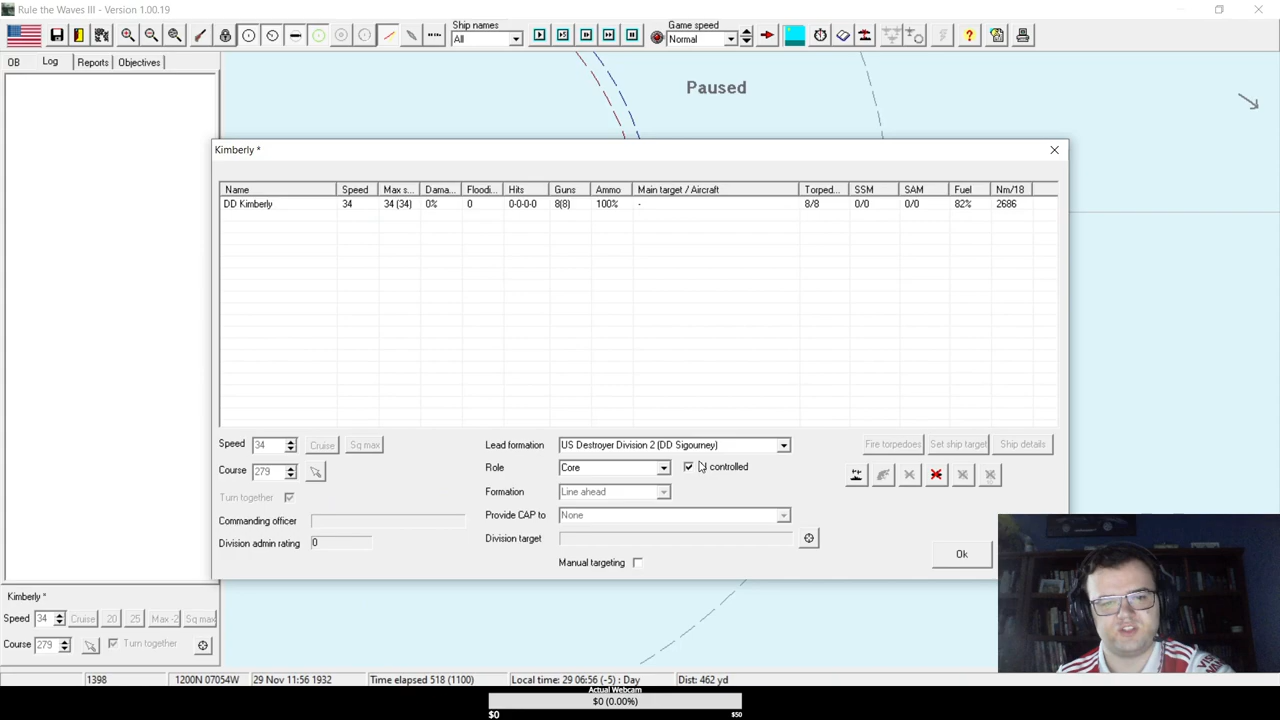 Rule the Waves III - Version 1.00.19
Ship names
All
Game speed
Normal
OB
Log
Reports
Objectives
Paused
Kimberly *
Name
Speed
Max s...
Dama...
Floodi...
Hits
Guns
Ammo
Main target / Aircraft
Torped...
SSM
SAM
Fuel
Nm/18
DD Kimberly
34
34 (34)
0%
0
0-0-0-0
8(8)
100%
-
8/8
0/0
0/0
82%
2686
Speed
34
Cruise
Sq max
Lead formation
US Destroyer Division 2 (DD Sigourney)
Fire torpedoes
Set ship target
Ship details
Course
279
Role
Core
controlled
Turn together
Formation
Line ahead
Commanding officer
Provide CAP to
None
Division admin rating
0
Division target
Manual targeting
Ok
Kimberly *
Speed
34
Cruise
20
25
Max -2
Sq max
Course
279
Turn together
1398
1200N 07054W
29 Nov 11:56 1932
Time elapsed 518 (1100)
Local time: 29 06:56 (-5) : Day
Dist: 462 yd
Actual Webcam
$0 (0.00%)
$0
$50